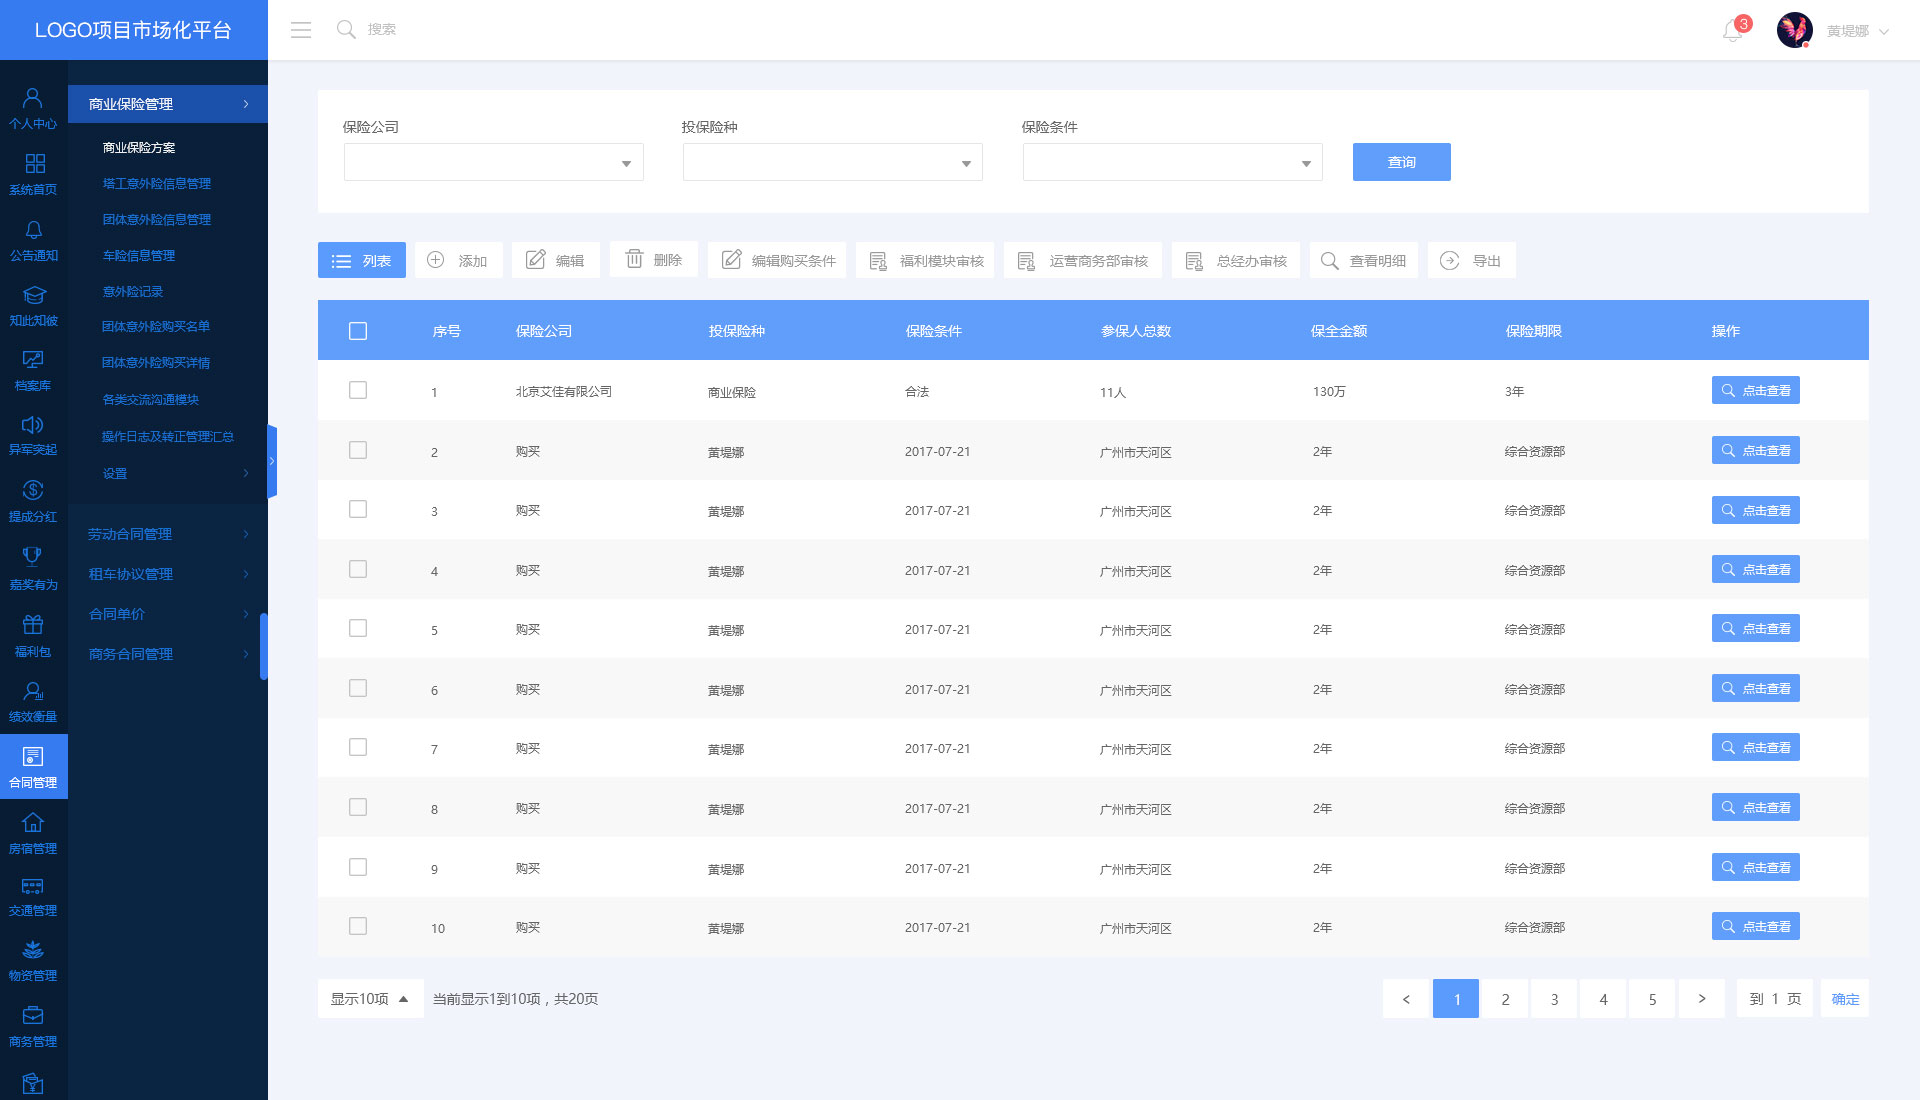 LOGO项目市场化平台
搜索
3
黄堤娜
个人中心
系统首页
公告通知
知此知彼
档案库
异军突起
提成分红
嘉奖有为
福利包
绩效衡量
合同管理
房宿管理
交通管理
物资管理
商务管理
商业保险管理
商业保险方案
塔工意外险信息管理
团体意外险信息管理
车险信息管理
意外险记录
团体意外险购买名单
团体意外险购买详情
各类交流沟通模块
操作日志及转正管理汇总
设置
劳动合同管理
租车协议管理
合同单价
商务合同管理
保险公司 投保险种 保险条件
查询
列表 添加 编辑 删除 编辑购买条件 福利模块审核 运营商务部审核 总经办审核 查看明细 导出
序号 保险公司 投保险种 保险条件 参保人总数 保全金额 保险期限 操作
1 北京艾佳有限公司 商业保险 合法 11人 130万 3年 点击查看
2 购买 黄堤娜 2017-07-21 广州市天河区 2年 综合资源部 点击查看
3 购买 黄堤娜 2017-07-21 广州市天河区 2年 综合资源部 点击查看
4 购买 黄堤娜 2017-07-21 广州市天河区 2年 综合资源部 点击查看
5 购买 黄堤娜 2017-07-21 广州市天河区 2年 综合资源部 点击查看
6 购买 黄堤娜 2017-07-21 广州市天河区 2年 综合资源部 点击查看
7 购买 黄堤娜 2017-07-21 广州市天河区 2年 综合资源部 点击查看
8 购买 黄堤娜 2017-07-21 广州市天河区 2年 综合资源部 点击查看
9 购买 黄堤娜 2017-07-21 广州市天河区 2年 综合资源部 点击查看
10 购买 黄堤娜 2017-07-21 广州市天河区 2年 综合资源部 点击查看
显示10项 当前显示1到10项，共20页 < 1 2 3 4 5 > 到 1 页 确定